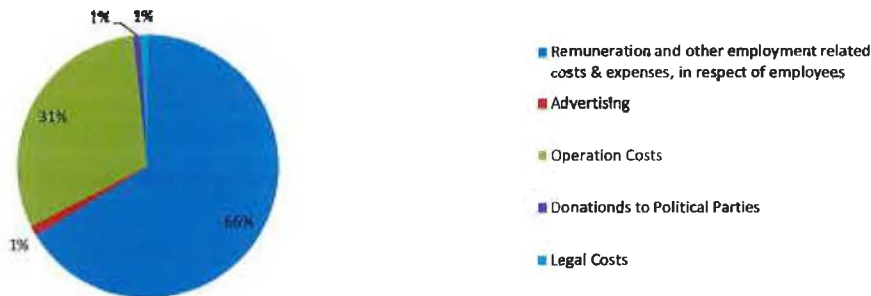 1% 1%
31%
66%
1%
Remuneration and other employment related
costs & expenses, in respect of employees
Advertising
Operation Costs
Donationds to Political Parties
Legal Costs